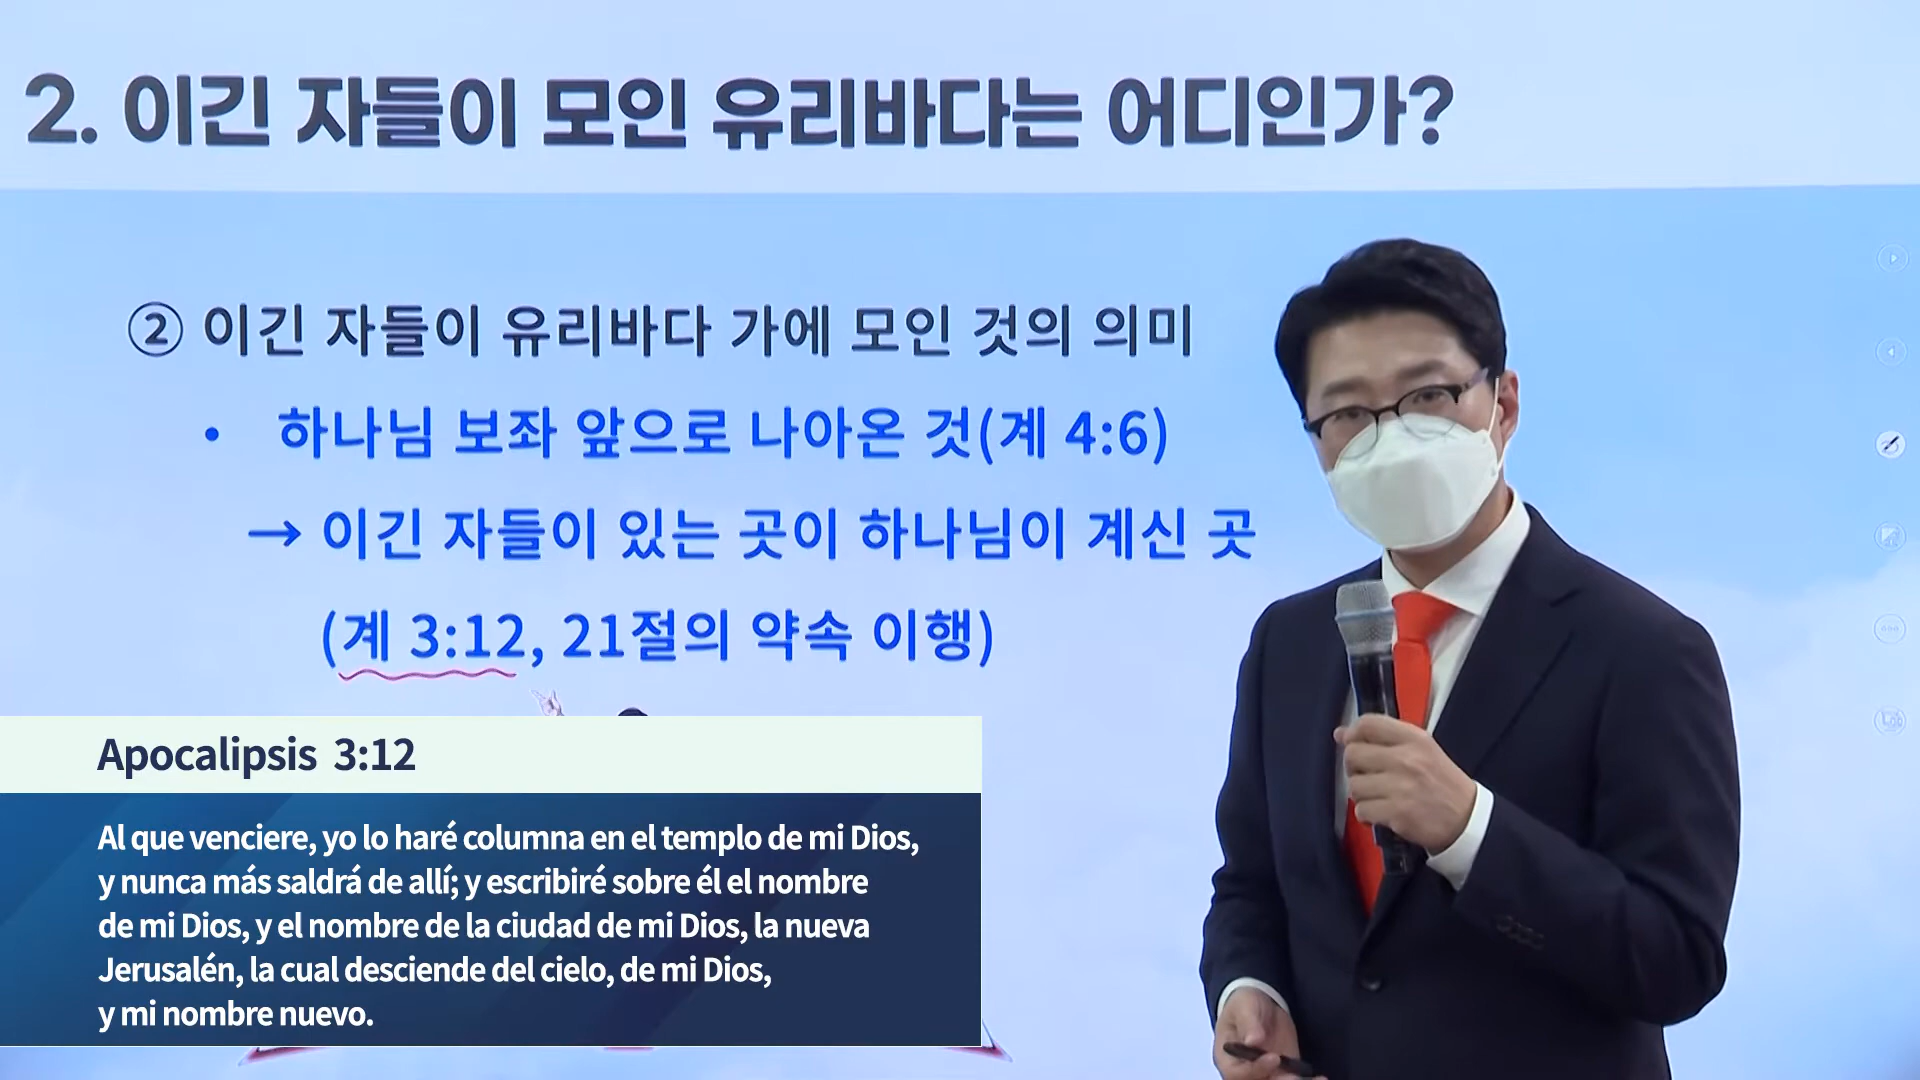 2. 이긴 자들이 모인 유리바다는 어디인가?
② 이긴 자들이 유리바다 가에 모인 것의 의미
• 하나님 보좌 앞으로 나아온 것(계 4:6)
→ 이긴 자들이 있는 곳이 하나님이 계신 곳
(계 3:12, 21절의 약속 이행)
Apocalipsis 3:12
Al que venciere, yo lo haré columna en el templo de mi Dios,
y nunca más saldrá de allí; y escribiré sobre él el nombre
de mi Dios, y el nombre de la ciudad de mi Dios, la nueva
Jerusalén, la cual desciende del cielo, de mi Dios,
y mi nombre nuevo.